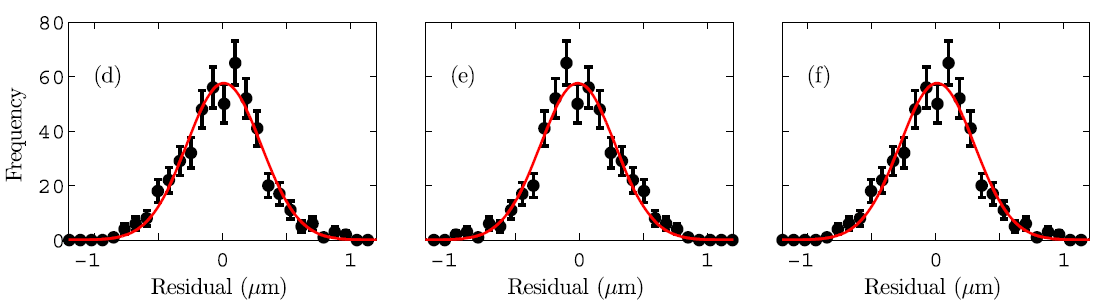 80
60
40
20
0
Frequency
(d)
(e)
(f)
−1 0 1
−1 0 1
−1 0 1
Residual (μm)
Residual (μm)
Residual (μm)